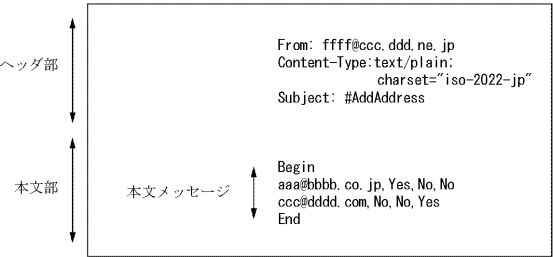 ヘッダ部
From: ffff@ccc.ddd.ne.jp
Content-Type:text/plain;
charset="iso-2022-jp"
Subject: #AddAddress
本文部
本文メッセージ
Begin
aaa@bbbb.co.jp,Yes,No,No
ccc@dddd.com,No,No,Yes
End